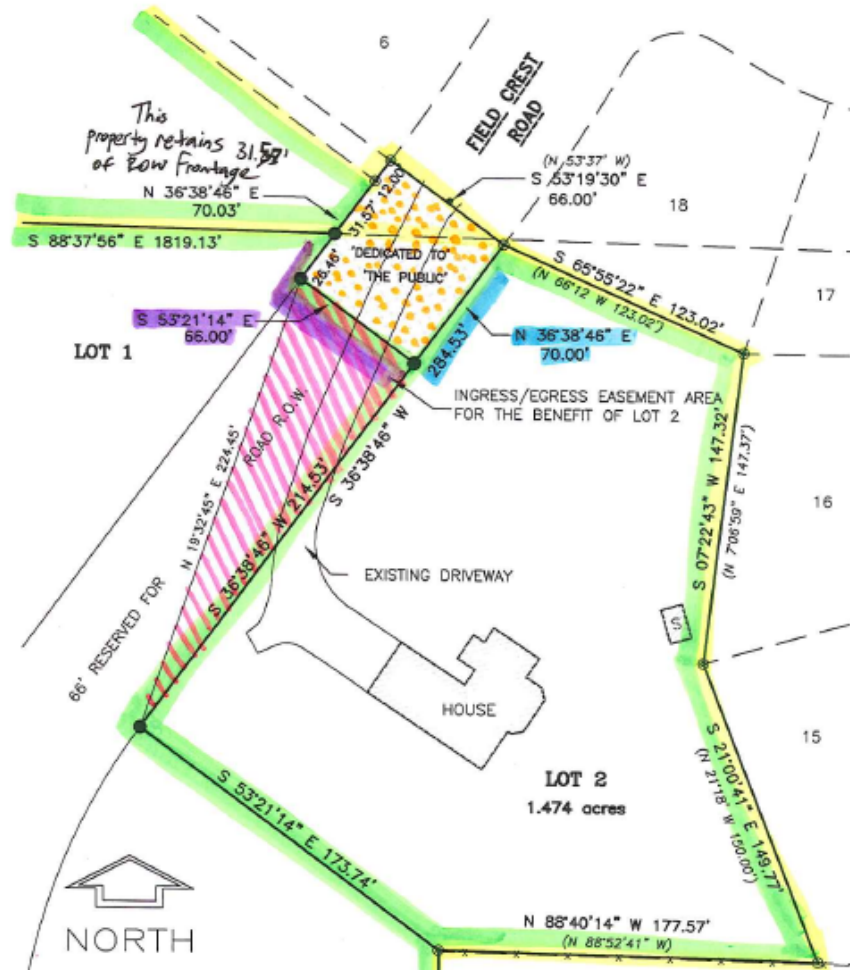 6
FIELD CREST
ROAD
This
property retains 31.57'
of Row Frontage
N 36°38'46" E
70.03'
(N 53°37' W)
S 53°19'30" E
66.00'
18
12.00'
31.57'
26.46'
"DEDICATED TO
THE PUBLIC"
S 88°37'56" E 1819.13'
S 65°55'22" E 123.02'
(N 66°12 W 123.02')
17
S 53°21'14" E
66.00'
LOT 1
284.53'
N 36°38'46" E
70.00'
INGRESS/EGRESS EASEMENT AREA
FOR THE BENEFIT OF LOT 2
ROAD R.O.W.
N 19°32'45" E 224.45'
S 36°38'46" W 214.53'
S 36°38'46" W
S 07°22'43" W 147.32'
(N 7°06'59" E 147.37')
16
EXISTING DRIVEWAY
66' RESERVED FOR
S
HOUSE
15
LOT 2
1.474 acres
S 21°00'41" E 149.77'
(N 21°18' W 150.00')
S 53°21'14" E 173.74'
N 88°40'14" W 177.57'
(N 88°52'41" W)
NORTH